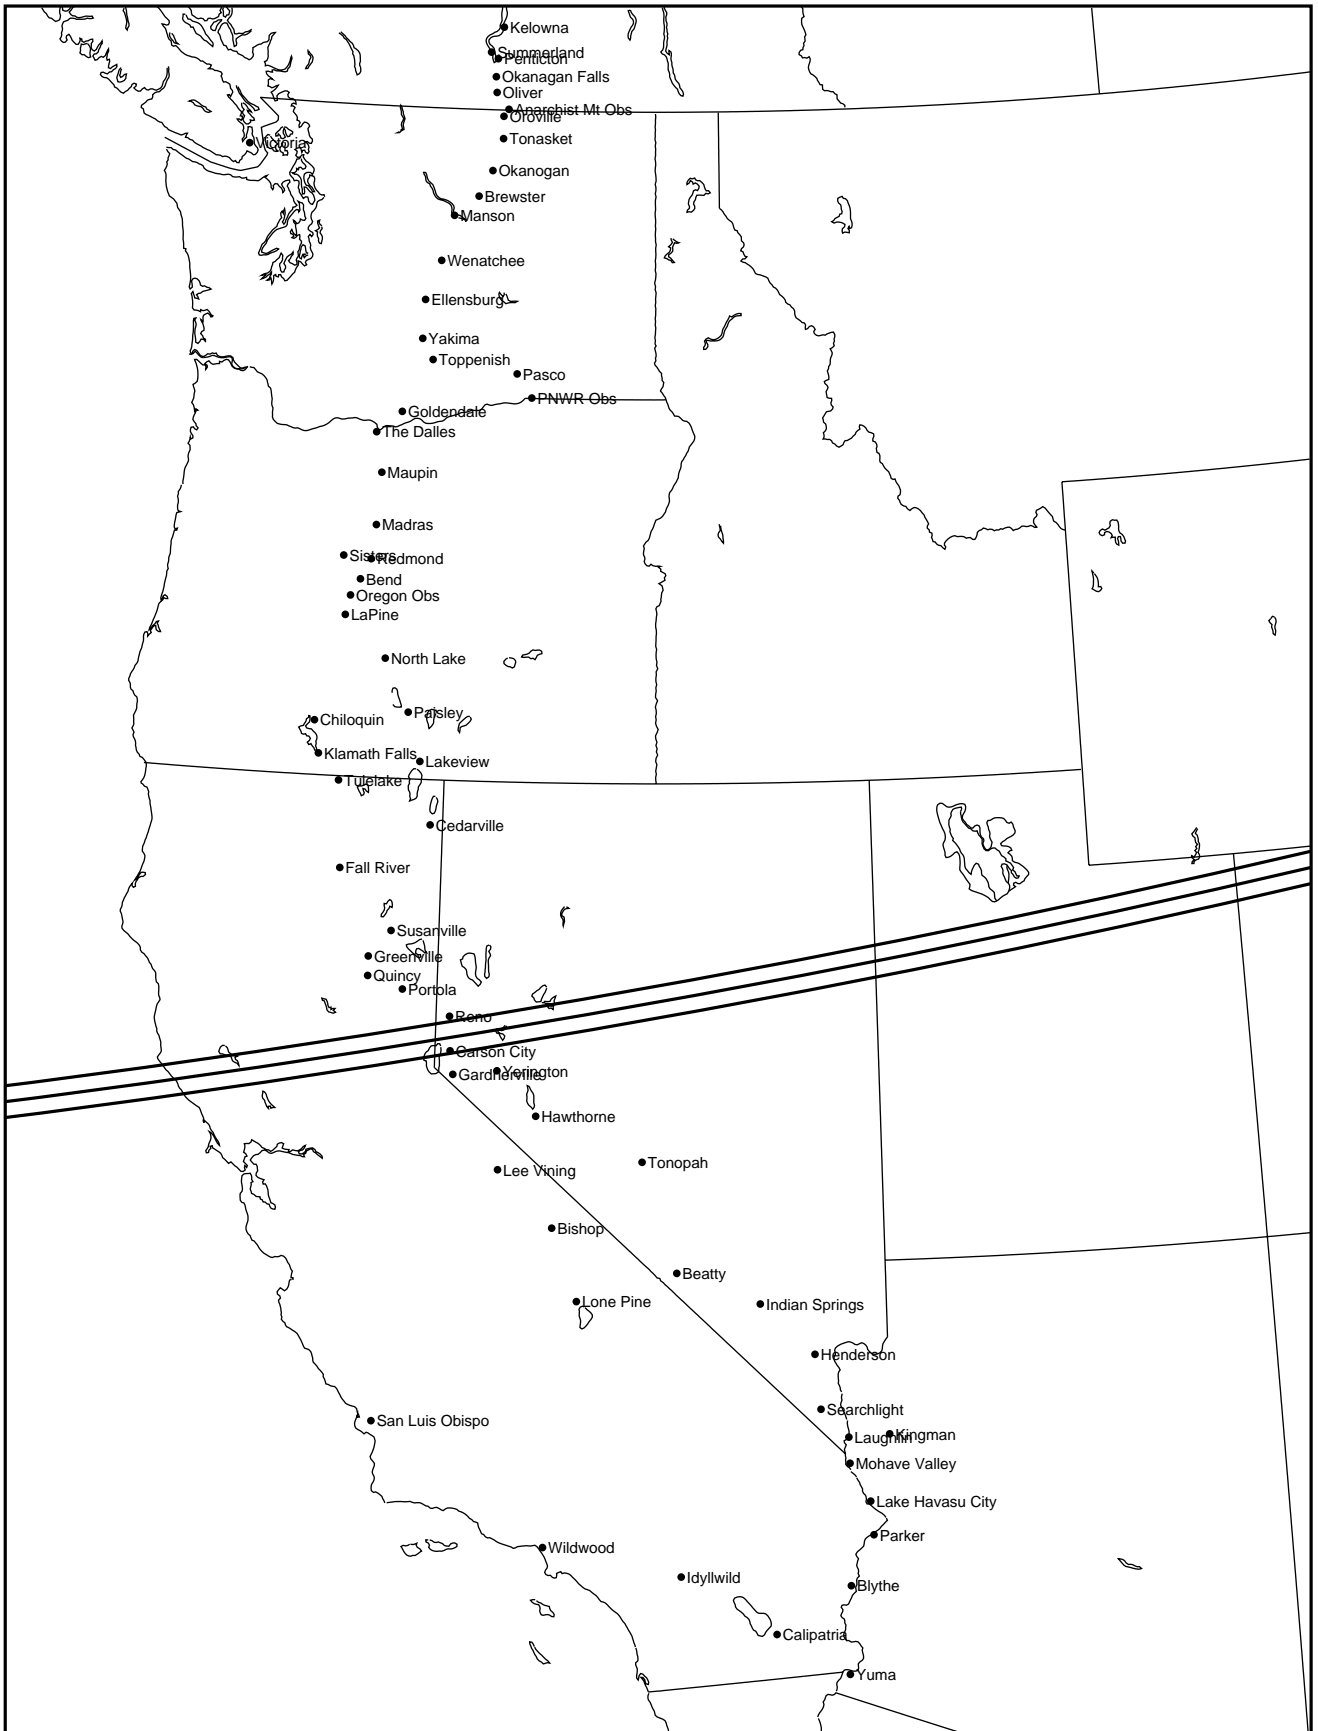 Kelowna
Summerland
Penticton
Okanagan Falls
Oliver
Anarchist Mt Obs
Oroville
Tonasket
Victoria
Okanogan
Brewster
Manson
Wenatchee
Ellensburg
Yakima
Toppenish
Pasco
PNWR Obs
Goldendale
The Dalles
Maupin
Madras
Sisters
Redmond
Bend
Oregon Obs
LaPine
North Lake
Paisley
Chiloquin
Klamath Falls
Lakeview
Tulelake
Cedarville
Fall River
Susanville
Greenville
Quincy
Portola
Reno
Carson City
Yerington
Gardnerville
Hawthorne
Tonopah
Lee Vining
Bishop
Beatty
Lone Pine
Indian Springs
Henderson
Searchlight
San Luis Obispo
Kingman
Laughlin
Mohave Valley
Lake Havasu City
Parker
Wildwood
Idyllwild
Blythe
Calipatria
Yuma